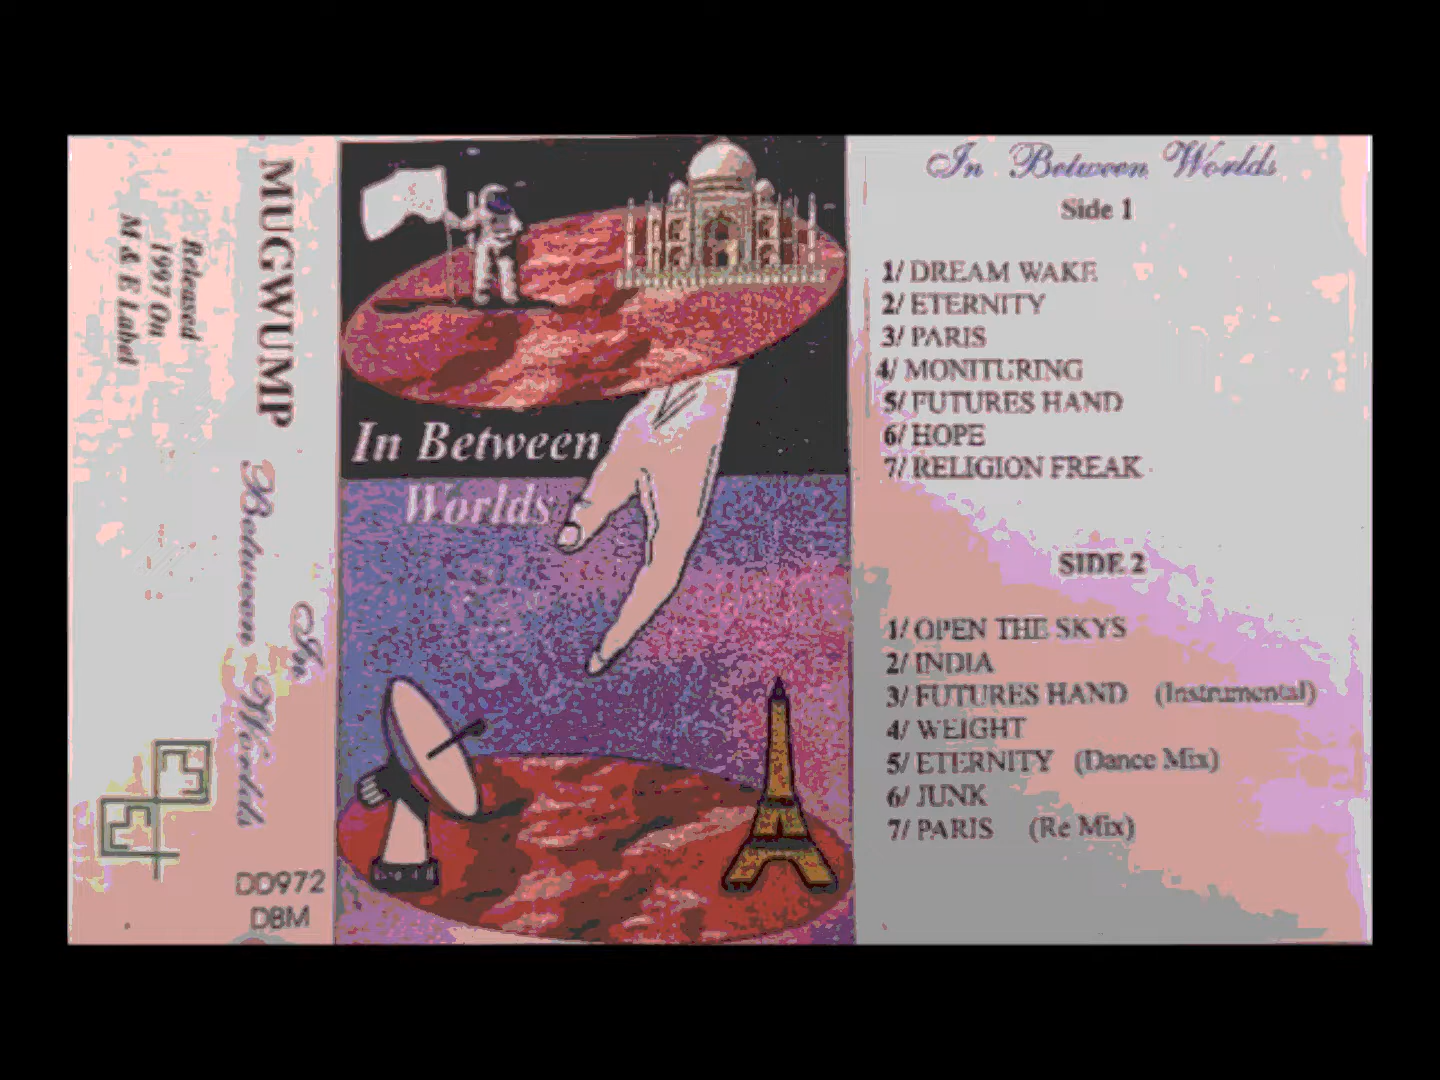 Released
1997 On
M & E Label
MUGWUMP
In
Between Worlds
DD972
DBM
In Between
Worlds
In Between Worlds
Side 1
1/ DREAM WAKE
2/ ETERNITY
3/ PARIS
4/ MONITURING
5/ FUTURES HAND
6/ HOPE
7/ RELIGION FREAK
SIDE 2
1/ OPEN THE SKYS
2/ INDIA
3/ FUTURES HAND (Instrumental)
4/ WEIGHT
5/ ETERNITY (Dance Mix)
6/ JUNK
7/ PARIS (Re Mix)